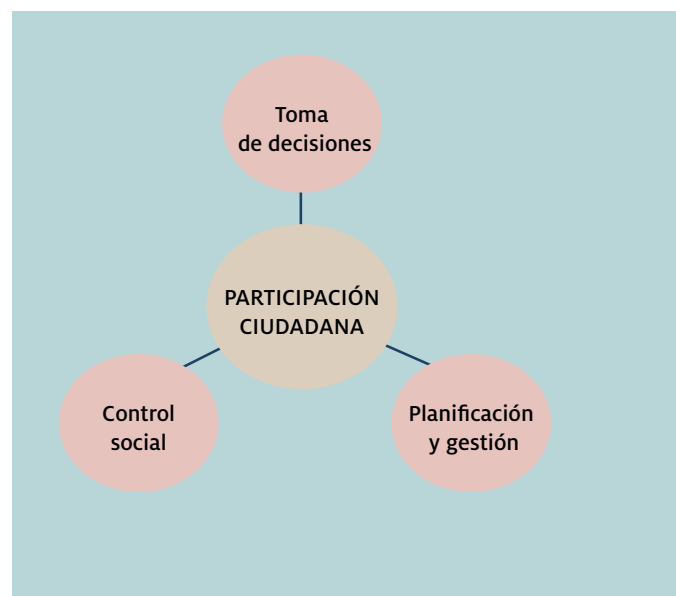 Toma
de decisiones
PARTICIPACIÓN
CIUDADANA
Control
social
Planificación
y gestión